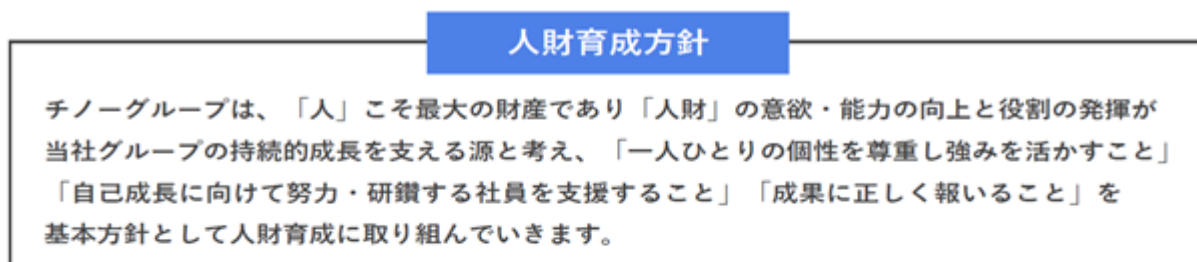 人財育成方針
チノーグループは、「人」こそ最大の財産であり「人財」の意欲・能力の向上と役割の発揮が
当社グループの持続的成長を支える源と考え、「一人ひとりの個性を尊重し強みを活かすこと」
「自己成長に向けて努力・研鑽する社員を支援すること」「成果に正しく報いること」を
基本方針として人財育成に取り組んでいきます。